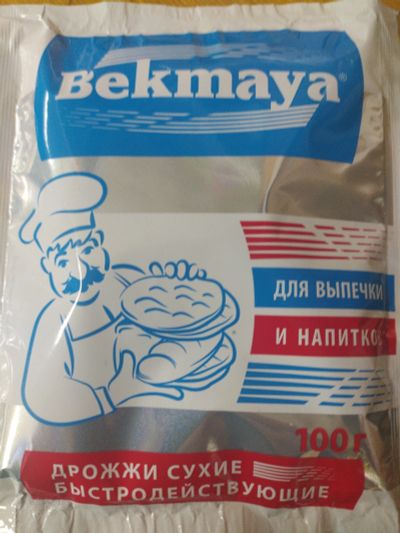 Bekmaya®
ДЛЯ ВЫПЕЧКИ
И НАПИТКОВ
100 г
ДРОЖЖИ СУХИЕ
БЫСТРОДЕЙСТВУЮЩИЕ